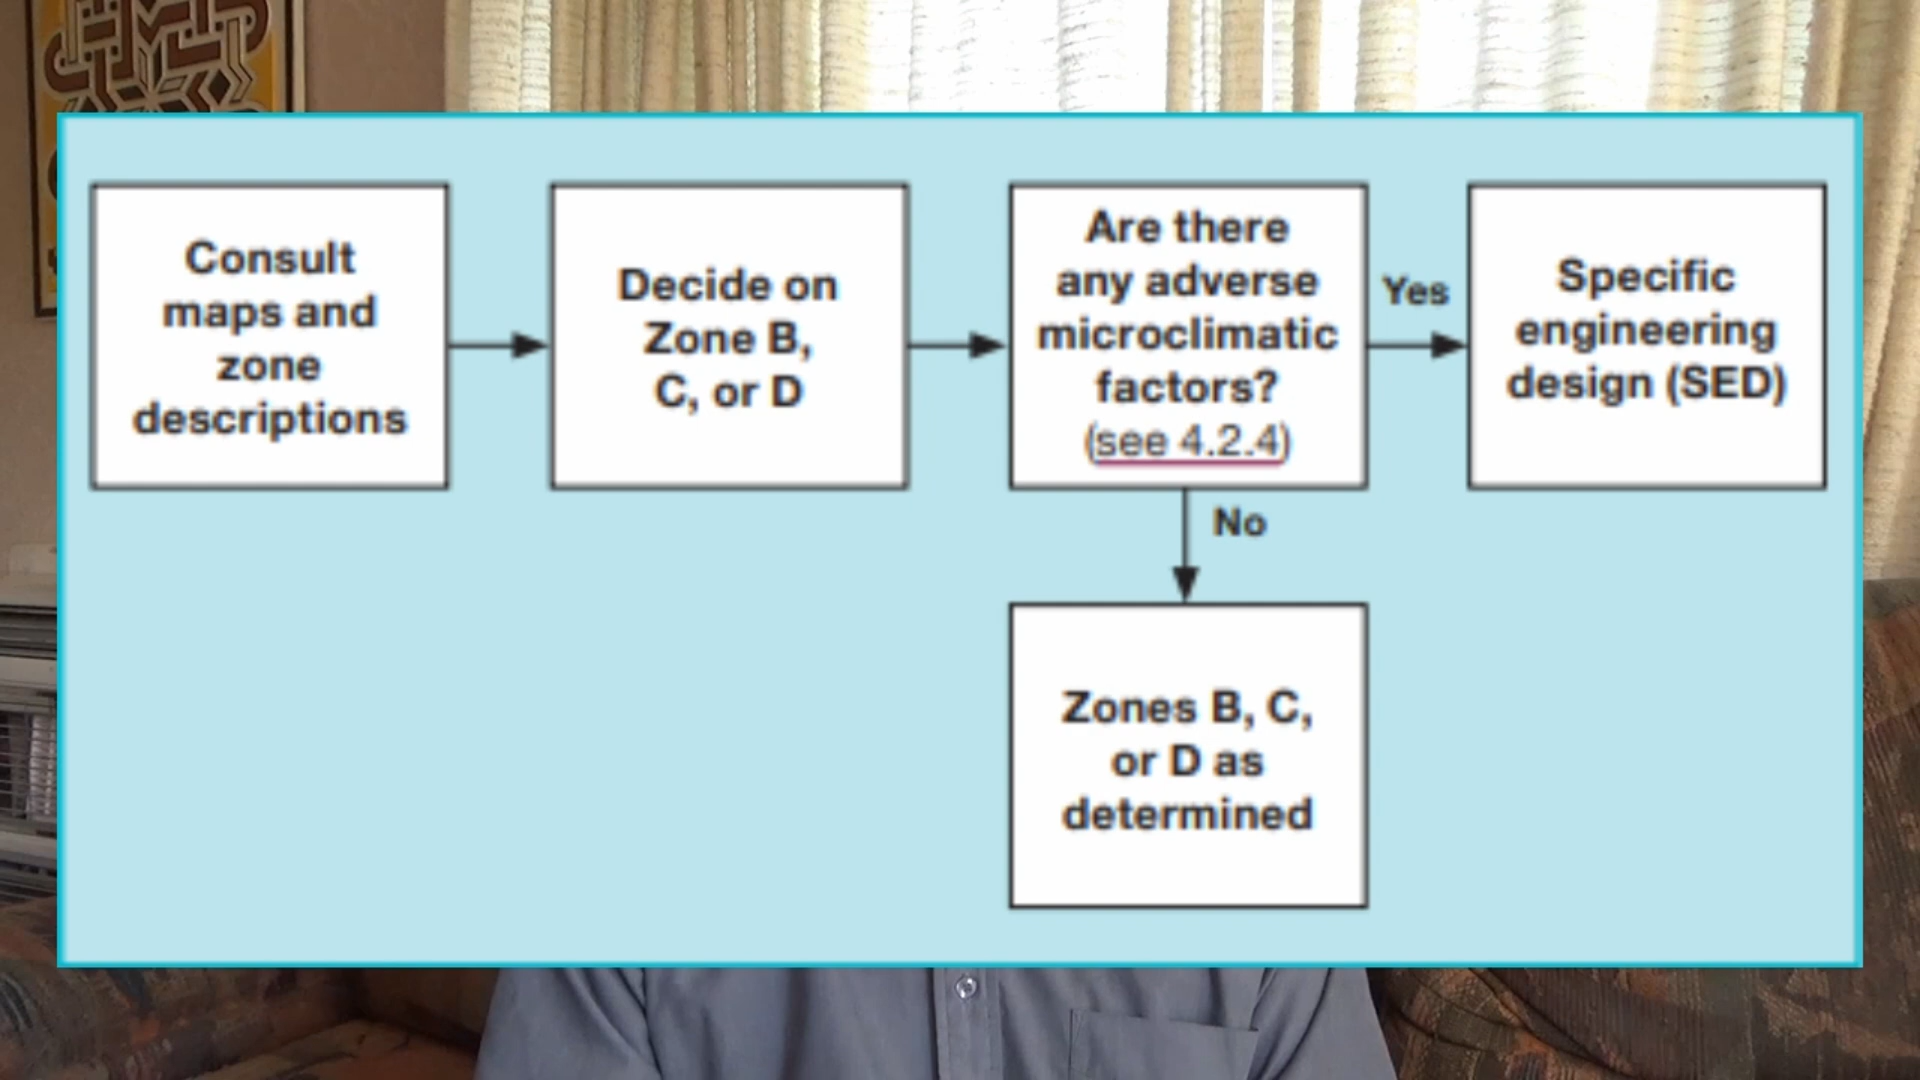 Consult
maps and
zone
descriptions
Decide on
Zone B,
C, or D
Are there
any adverse
microclimatic
factors?
(see 4.2.4)
Yes
Specific
engineering
design (SED)
No
Zones B, C,
or D as
determined